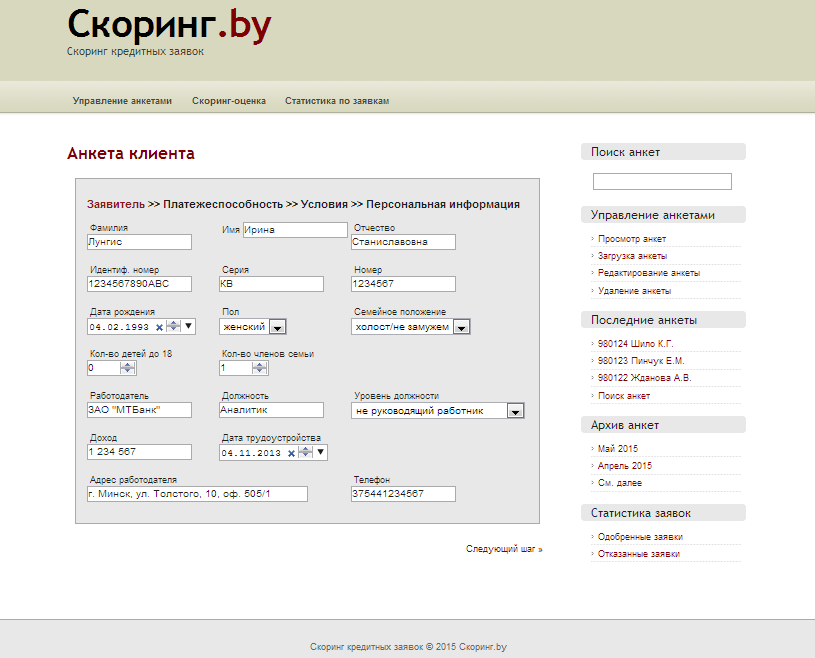 Скоринг.by
Скоринг кредитных заявок
Управление анкетами Скоринг-оценка Статистика по заявкам
Анкета клиента
Заявитель >> Платежеспособность >> Условия >> Персональная информация
Фамилия Имя Ирина Отчество
Лунгис Станиславовна
Идентиф. номер Серия Номер
1234567890АВС КВ 1234567
Дата рождения Пол Семейное положение
04.02.1993 женский холост/не замужем
Кол-во детей до 18 Кол-во членов семьи
0 1
Работодатель Должность Уровень должности
ЗАО "МТБанк" Аналитик не руководящий работник
Доход Дата трудоустройства
1 234 567 04.11.2013
Адрес работодателя Телефон
г. Минск, ул. Толстого, 10, оф. 505/1 375441234567
Следующий шаг »
Поиск анкет
Управление анкетами
› Просмотр анкет
› Загрузка анкеты
› Редактирование анкеты
› Удаление анкеты
Последние анкеты
› 980124 Шило К.Г.
› 980123 Пинчук Е.М.
› 980122 Жданова А.В.
› Поиск анкет
Архив анкет
› Май 2015
› Апрель 2015
› См. далее
Статистика заявок
› Одобренные заявки
› Отказанные заявки
Скоринг кредитных заявок © 2015 Скоринг.by